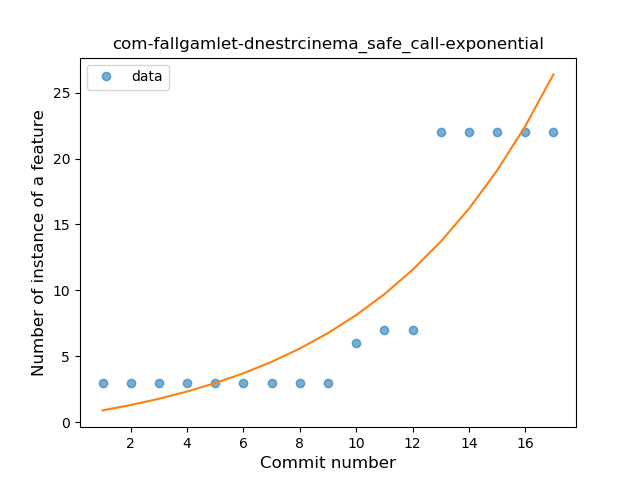 com-fallgamlet-dnestrcinema_safe_call-exponential
data
Number of instance of a feature
25
20
15
10
5
0
2 4 6 8 10 12 14 16
Commit number